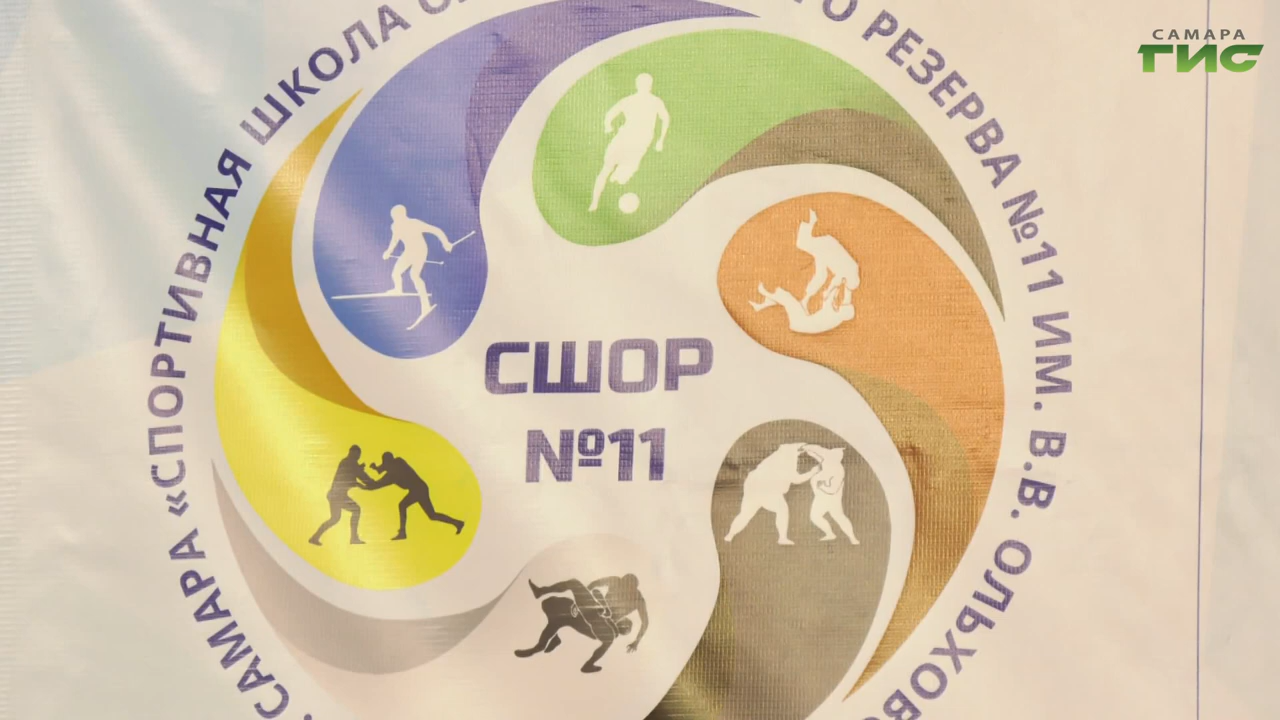 САМАРА
ГИС
САМАРА «СПОРТИВНАЯ ШКОЛА РЕЗЕРВА №11 ИМ. В.В.
СШОР
№11